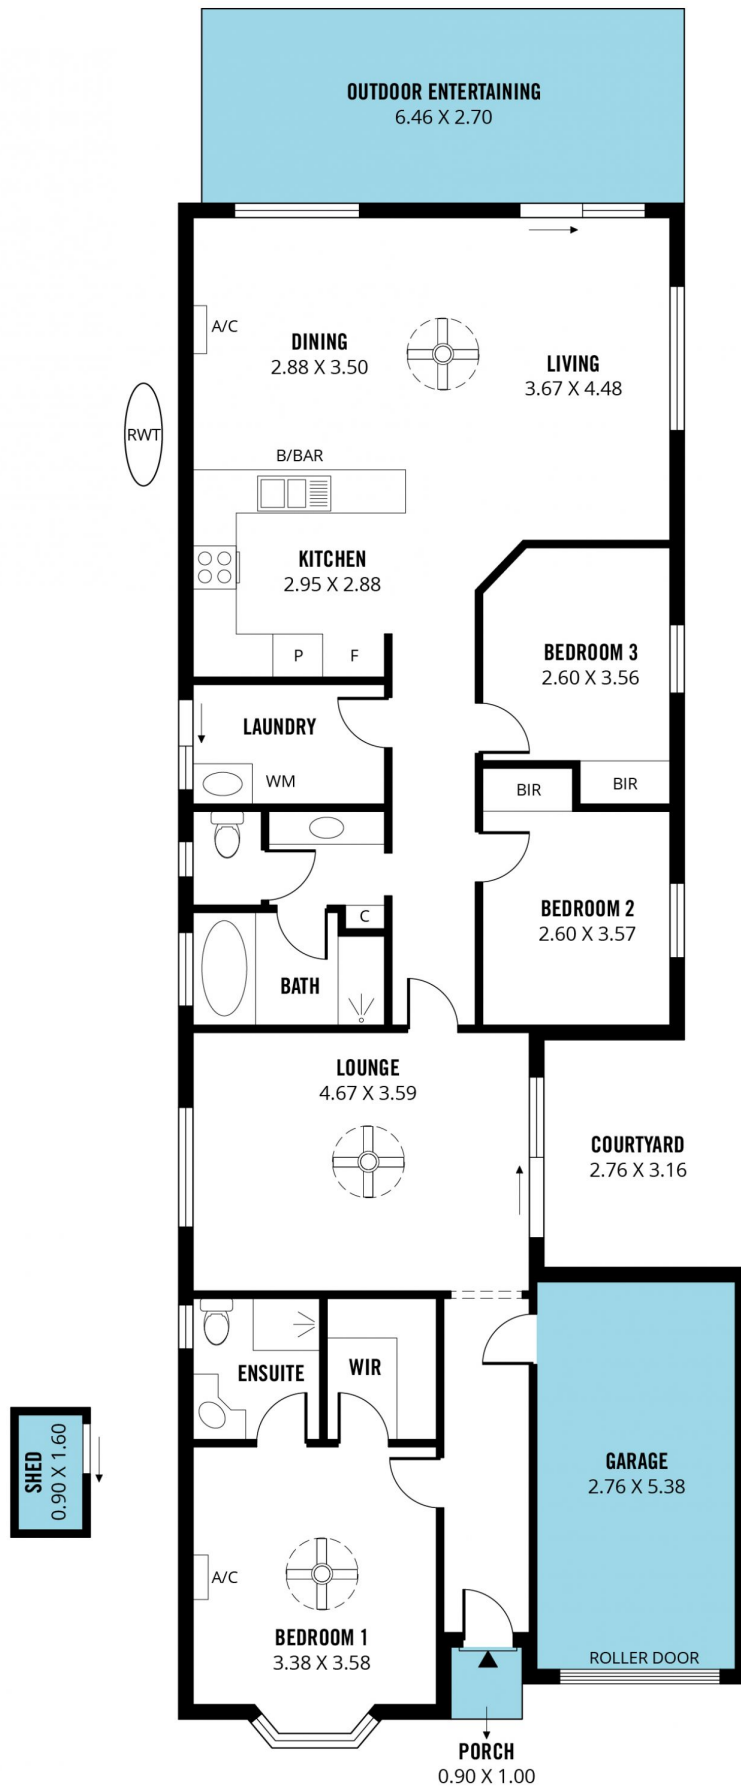 OUTDOOR ENTERTAINING
6.46 X 2.70
A/C
DINING
2.88 X 3.50
LIVING
3.67 X 4.48
RWT
B/BAR
KITCHEN
2.95 X 2.88
P
F
BEDROOM 3
2.60 X 3.56
LAUNDRY
WM
BIR
BIR
C
BEDROOM 2
2.60 X 3.57
BATH
LOUNGE
4.67 X 3.59
COURTYARD
2.76 X 3.16
ENSUITE
WIR
SHED
0.90 X 1.60
GARAGE
2.76 X 5.38
A/C
BEDROOM 1
3.38 X 3.58
ROLLER DOOR
PORCH
0.90 X 1.00